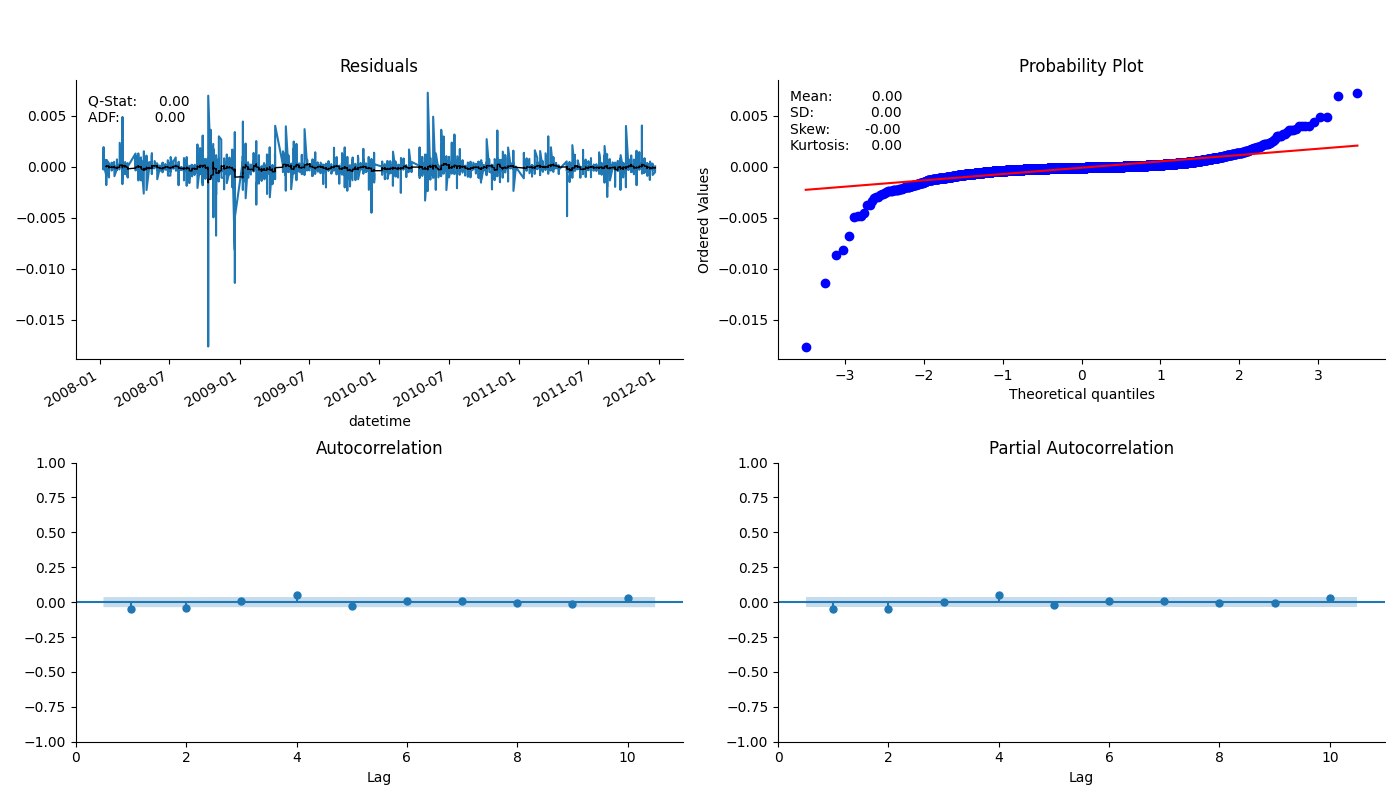 Residuals
Q-Stat: 0.00
ADF: 0.00
0.005
0.000
−0.005
−0.010
−0.015
2008-01 2008-07 2009-01 2009-07 2010-01 2010-07 2011-01 2011-07 2012-01
datetime
Probability Plot
Mean: 0.00
SD: 0.00
Skew: -0.00
Kurtosis: 0.00
Ordered Values
0.005
0.000
−0.005
−0.010
−0.015
−3 −2 −1 0 1 2 3
Theoretical quantiles
Autocorrelation
1.00
0.75
0.50
0.25
0.00
−0.25
−0.50
−0.75
−1.00
0 2 4 6 8 10
Lag
Partial Autocorrelation
1.00
0.75
0.50
0.25
0.00
−0.25
−0.50
−0.75
−1.00
0 2 4 6 8 10
Lag